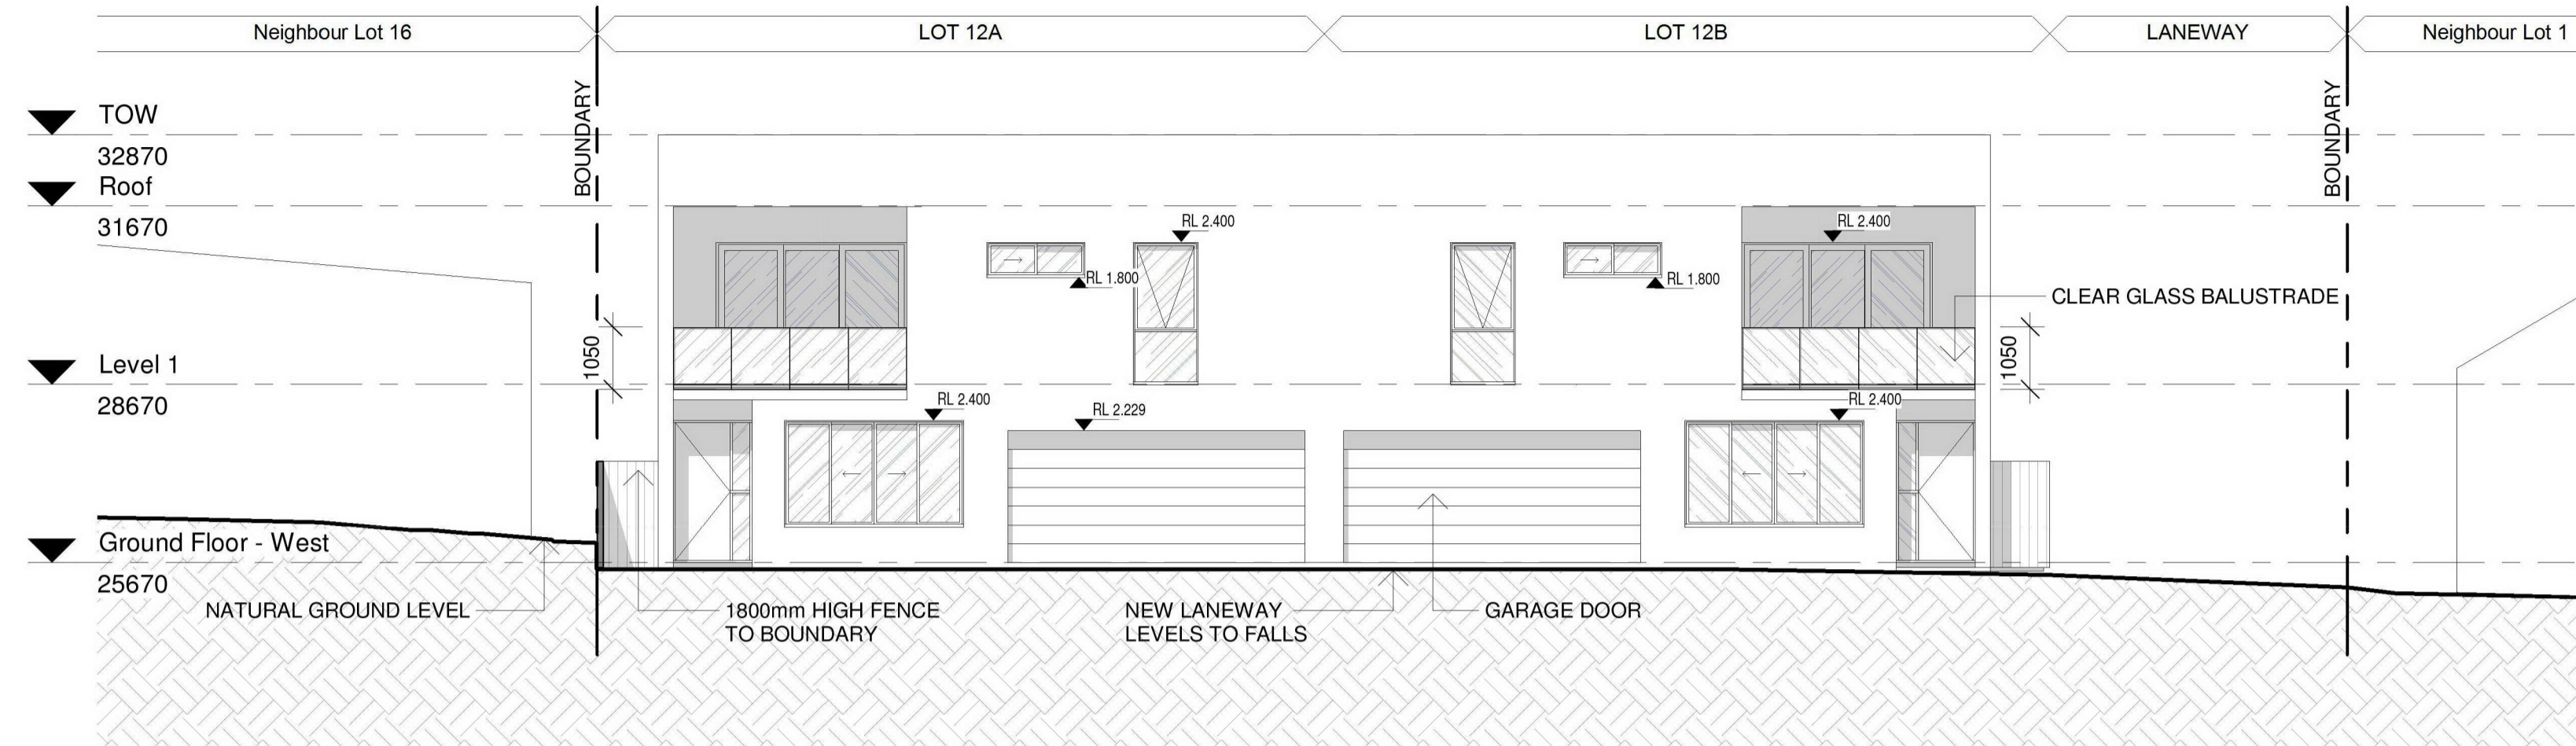 Neighbour Lot 16
LOT 12A
LOT 12B
LANEWAY
Neighbour Lot 1
BOUNDARY
BOUNDARY
TOW
32870
Roof
31670
RL 2.400
RL 2.400
RL 1.800
RL 1.800
CLEAR GLASS BALUSTRADE
1050
1050
Level 1
28670
RL 2.400
RL 2.229
RL 2.400
Ground Floor - West
25670
NATURAL GROUND LEVEL
1800mm HIGH FENCE
TO BOUNDARY
NEW LANEWAY
LEVELS TO FALLS
GARAGE DOOR